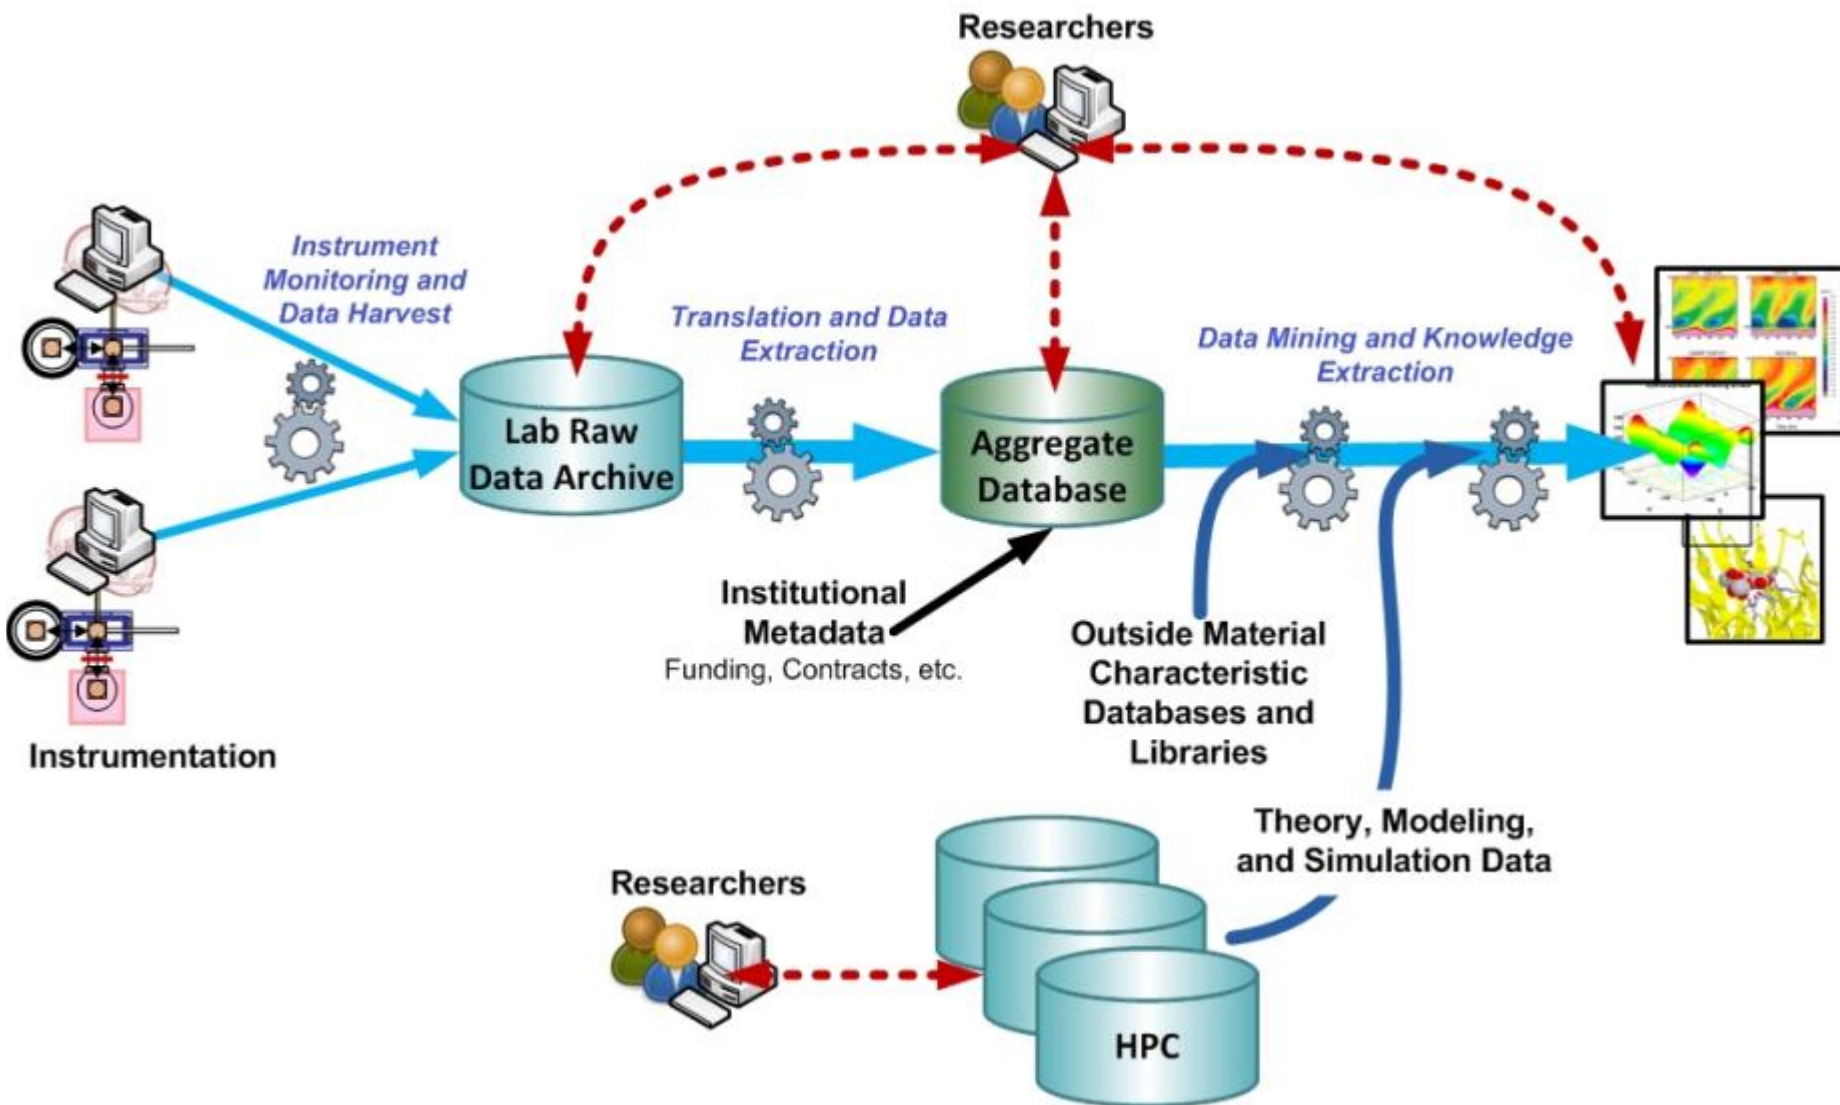 Researchers
Instrument
Monitoring and
Data Harvest
Translation and Data
Extraction
Data Mining and Knowledge
Extraction
Lab Raw
Data Archive
Aggregate
Database
Institutional
Metadata
Funding, Contracts, etc.
Outside Material
Characteristic
Databases and
Libraries
Instrumentation
Theory, Modeling,
and Simulation Data
Researchers
HPC